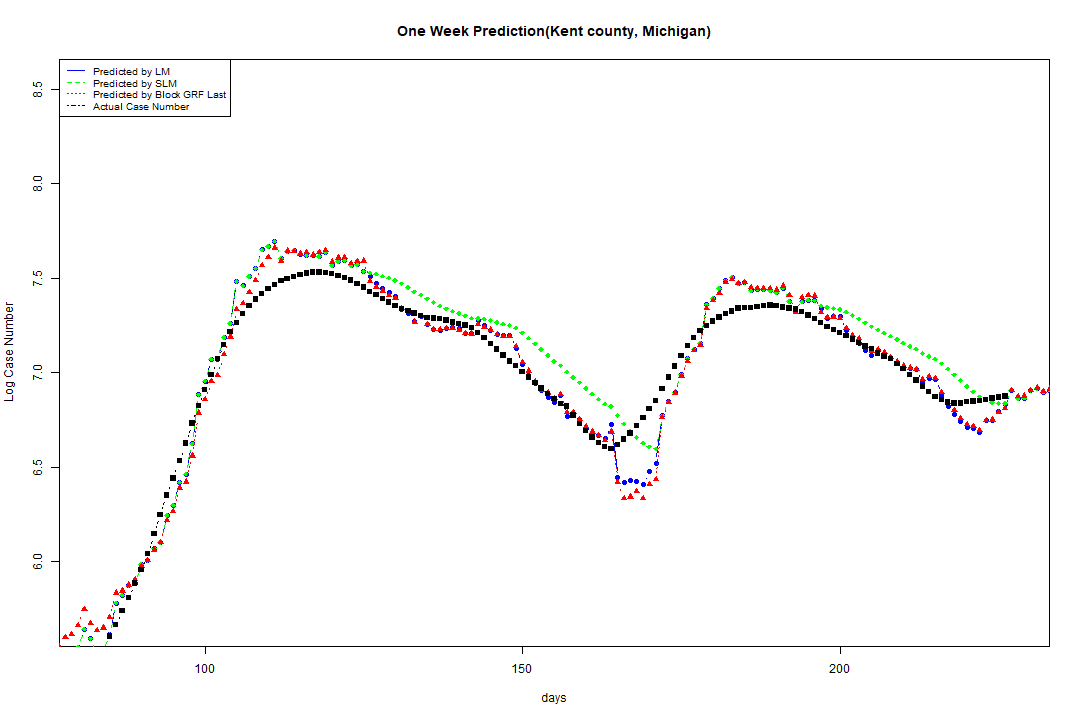 One Week Prediction(Kent county, Michigan)
Predicted by LM
Predicted by SLM
Predicted by Block GRF Last
Actual Case Number
Log Case Number
8.5
8.0
7.5
7.0
6.5
6.0
100
150
200
days